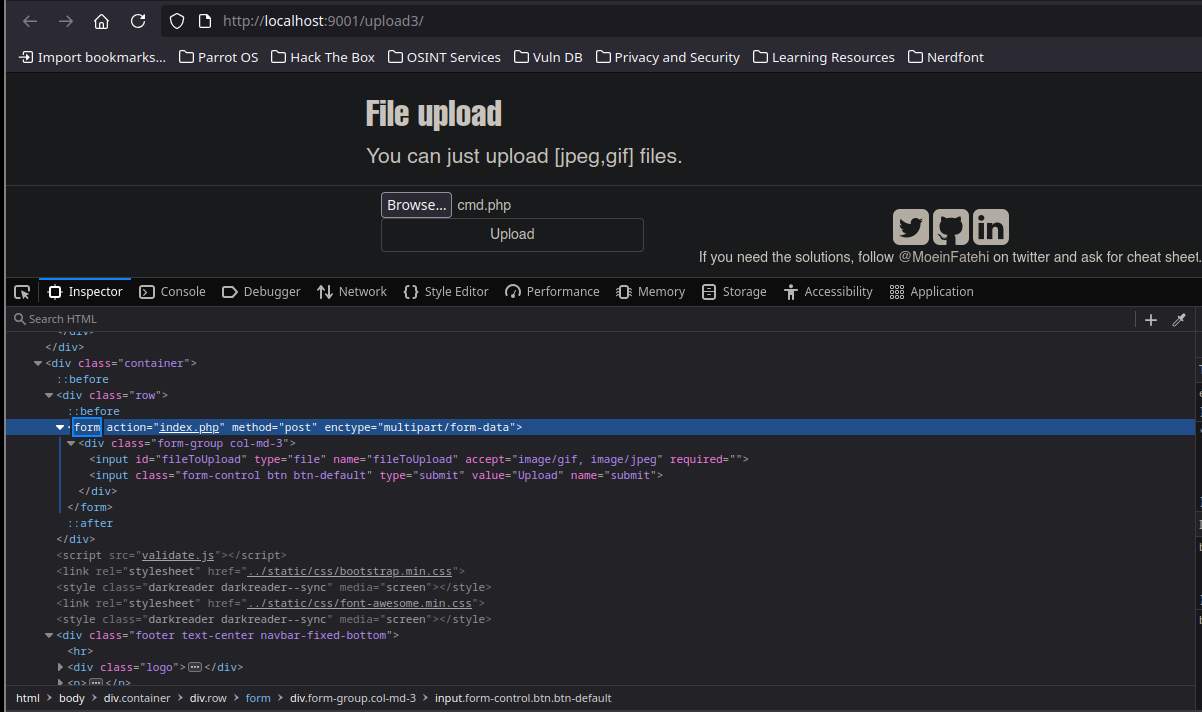 http://localhost:9001/upload3/
Import bookmarks... Parrot OS Hack The Box OSINT Services Vuln DB Privacy and Security Learning Resources Nerdfont
File upload
You can just upload [jpeg,gif] files.
Browse... cmd.php
Upload
If you need the solutions, follow @MoeinFatehi on twitter and ask for cheat sheet.
Inspector Console Debugger Network Style Editor Performance Memory Storage Accessibility Application
Search HTML
</div>
</div>
<div class="container">
::before
<div class="row">
::before
<form action="index.php" method="post" enctype="multipart/form-data">
<div class="form-group col-md-3">
<input id="fileToUpload" type="file" name="fileToUpload" accept="image/gif, image/jpeg" required="">
<input class="form-control btn btn-default" type="submit" value="Upload" name="submit">
</div>
</form>
::after
</div>
<script src="validate.js"></script>
<link rel="stylesheet" href="../static/css/bootstrap.min.css">
<style class="darkreader darkreader--sync" media="screen"></style>
<link rel="stylesheet" href="../static/css/font-awesome.min.css">
<style class="darkreader darkreader--sync" media="screen"></style>
<div class="footer text-center navbar-fixed-bottom">
<hr>
<div class="logo"></div>
<p></p>
html > body > div.container > div.row > form > div.form-group.col-md-3 > input.form-control.btn.btn-default